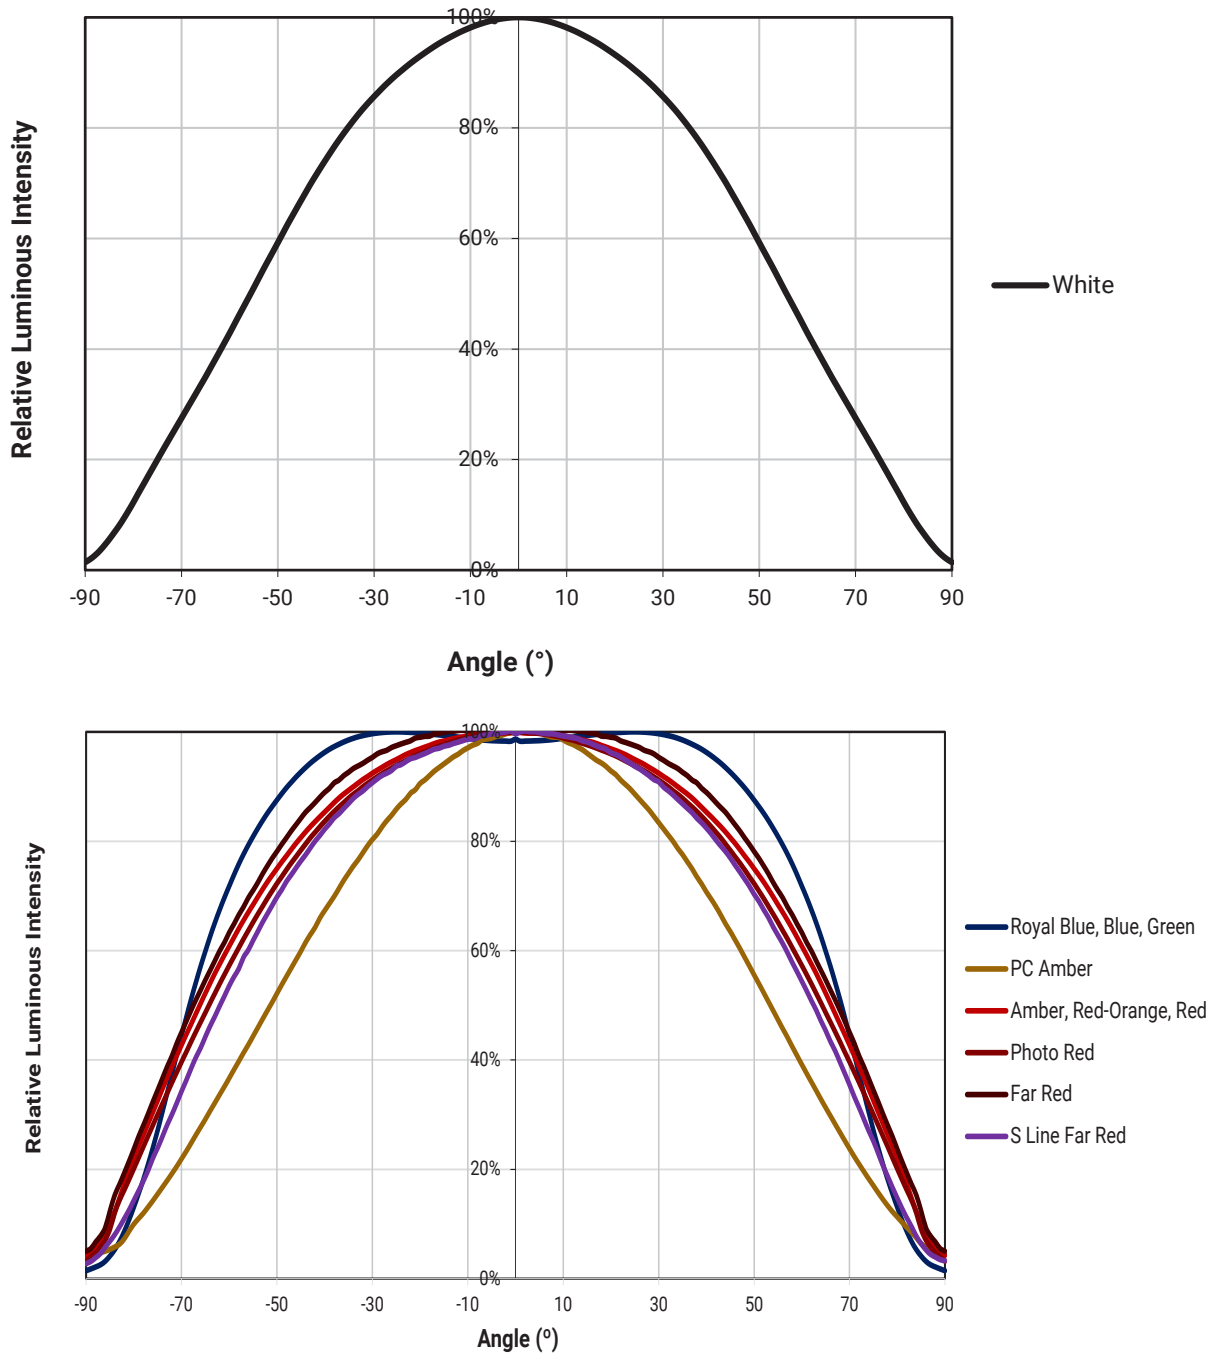 100%
80%
60%
40%
20%
0%
Relative Luminous Intensity
White
-90 -70 -50 -30 -10 10 30 50 70 90
Angle (°)
100%
80%
60%
40%
20%
0%
Relative Luminous Intensity
Royal Blue, Blue, Green
PC Amber
Amber, Red-Orange, Red
Photo Red
Far Red
S Line Far Red
-90 -70 -50 -30 -10 10 30 50 70 90
Angle (º)